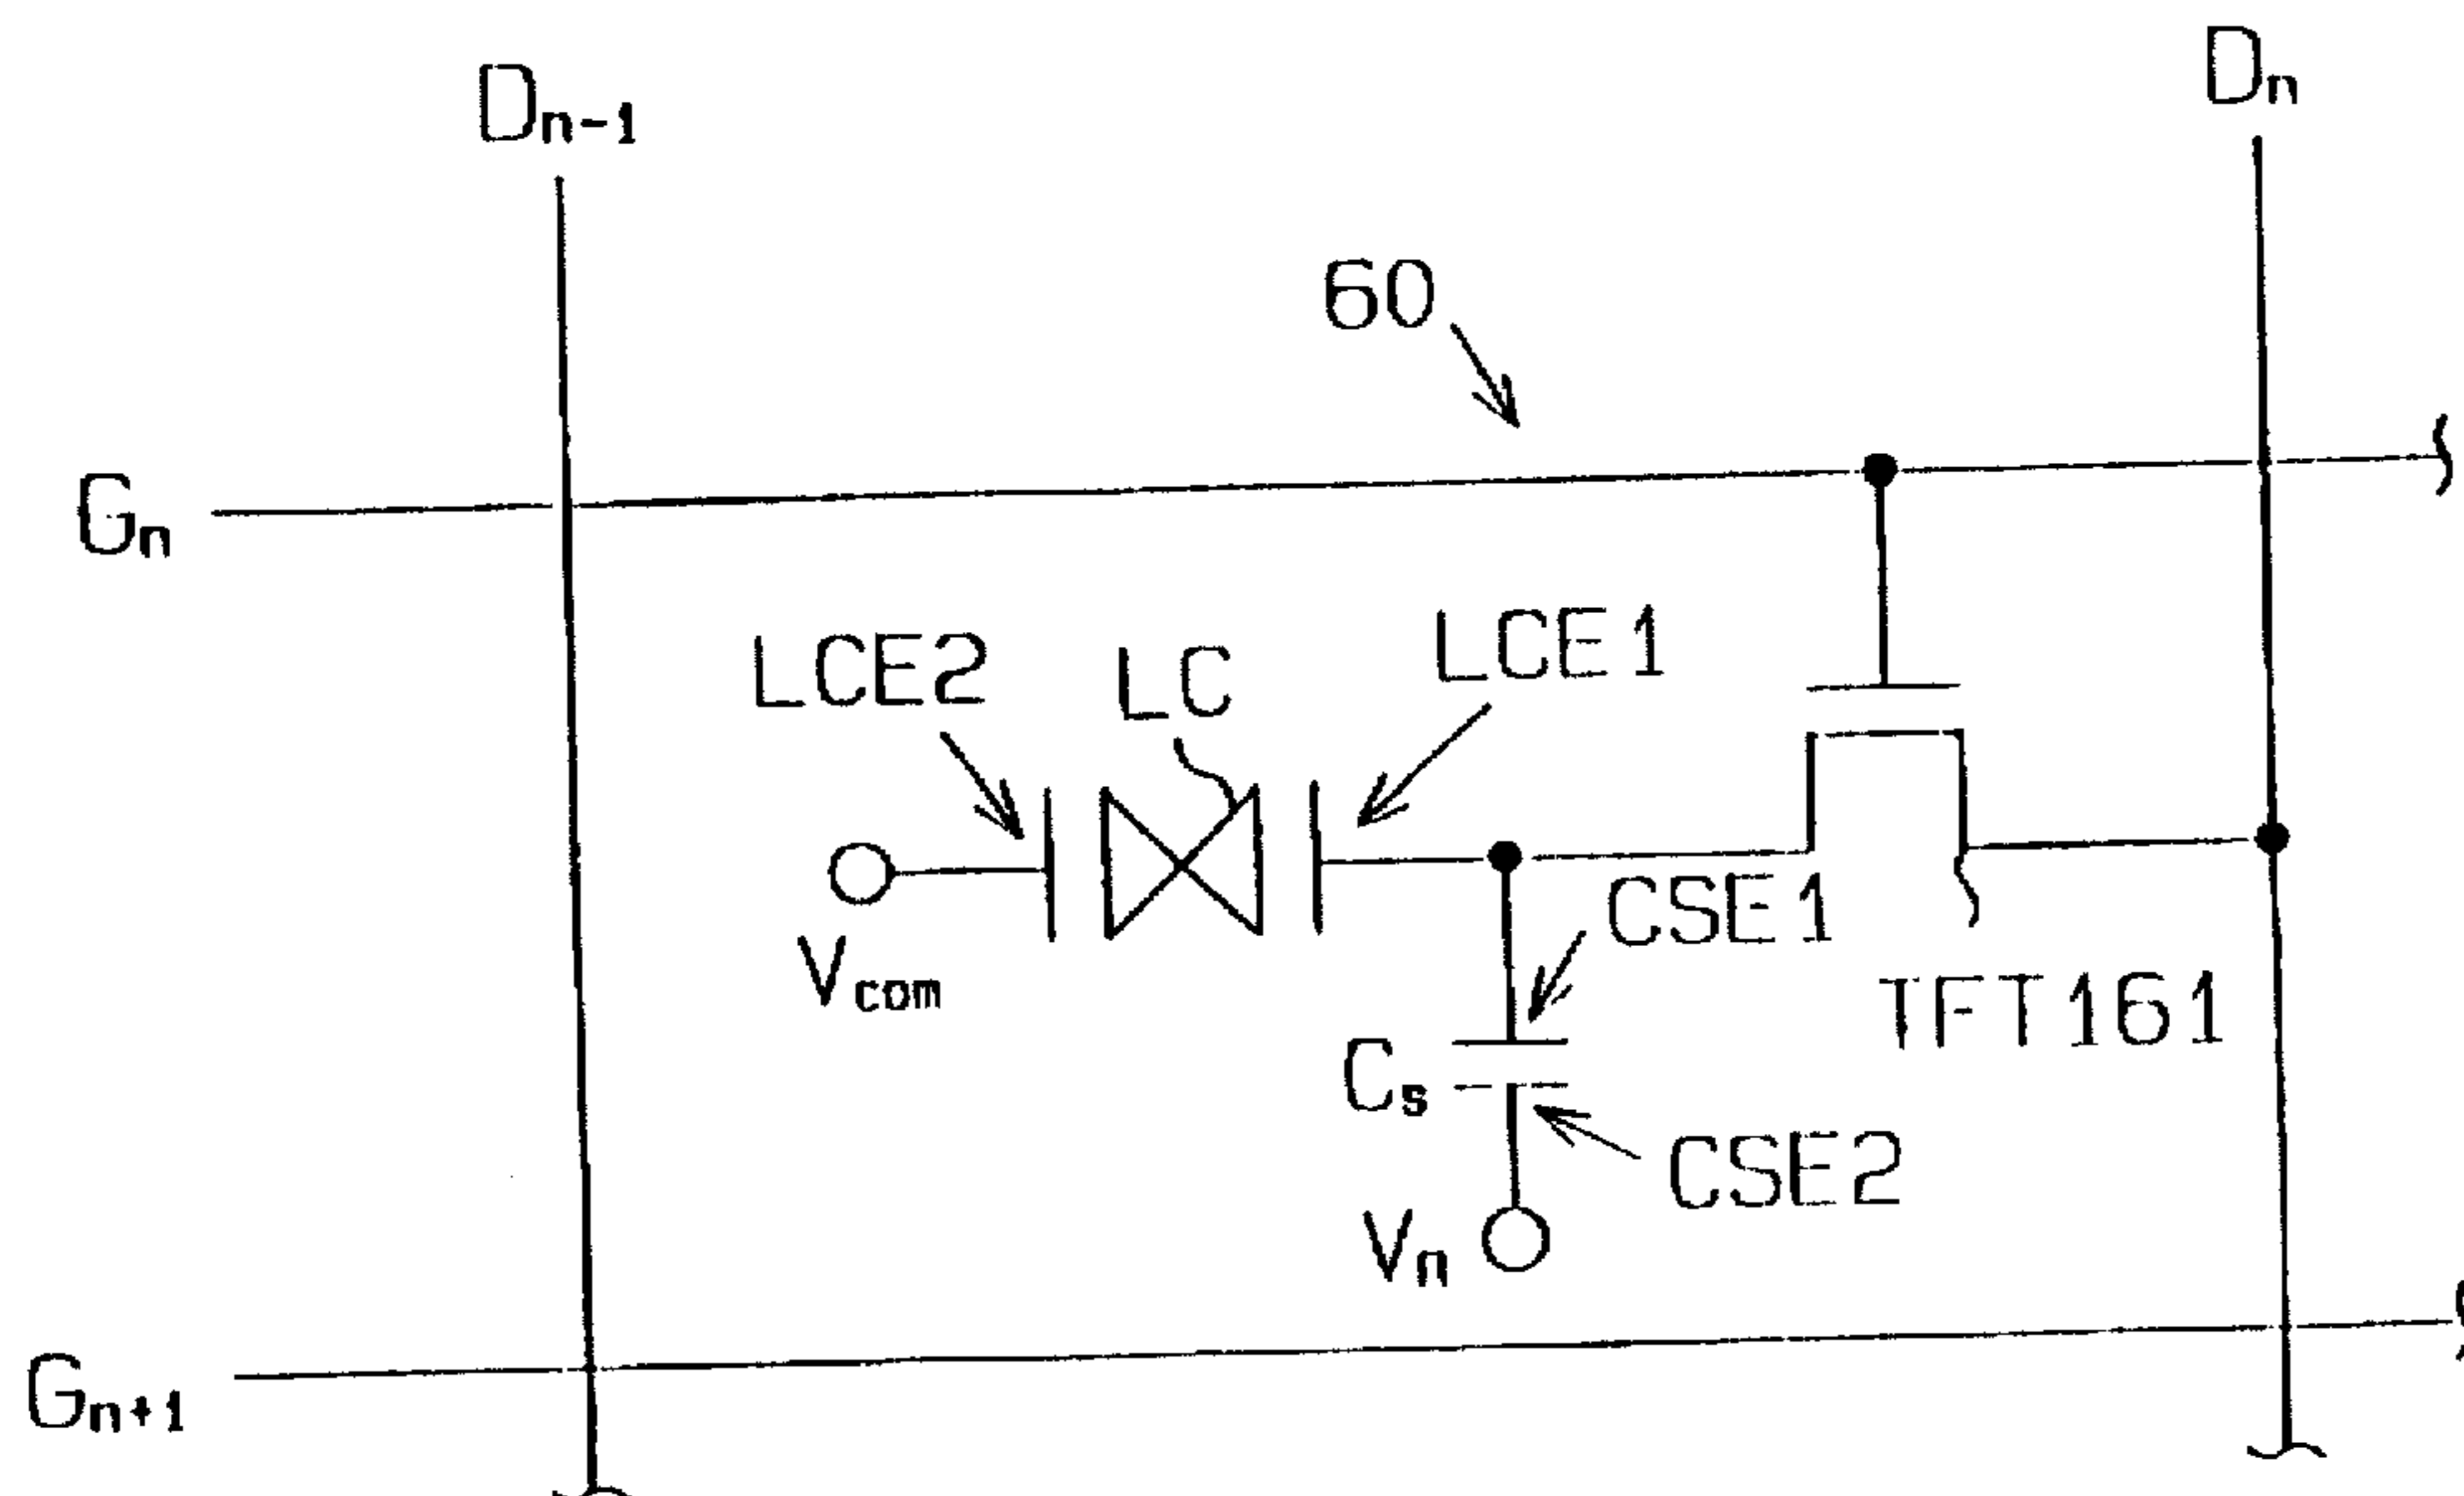 Dn-1
Dn
60
Gn
LCE2
LC
LCE1
CSE1
Vcom
TFT161
Cs
CSE2
Vn
Gn+1